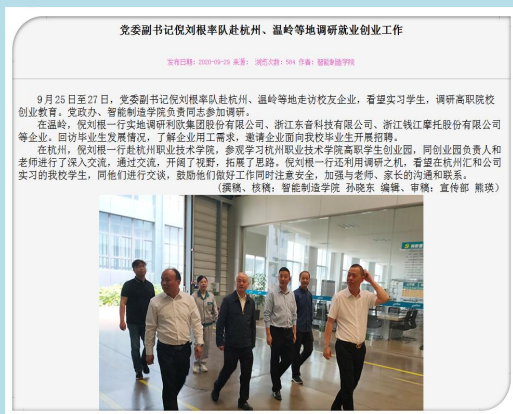 党委副书记倪刘根率队赴杭州、温岭等地调研就业创业工作
发布日期：2020-09-29 来源： 浏览次数：564 作者：智能制造学院
9月25日至27日，党委副书记倪刘根率队赴杭州、温岭等地走访校友企业，看望实习学生，调研高职院校
创业教育。党政办、智能制造学院负责同志参加调研。
在温岭，倪刘根一行实地调研利欧集团股份有限公司、浙江东音科技有限公司、浙江钱江摩托股份有限公司
等企业。回访毕业生发展情况，了解企业用工需求，邀请企业面向我校毕业生开展招聘。
在杭州，倪刘根一行赴杭州职业技术学院，参观学习杭州职业技术学院高职学生创业园，同创业园负责人和
老师进行了深入交流，通过交流，开阔了视野，拓展了思路。倪刘根一行还利用调研之机，看望在杭州汇和公司
实习的我校学生，同他们进行交谈，鼓励他们做好工作同时注意安全，加强与老师、家长的沟通和联系。
（撰稿、核稿：智能制造学院 孙晓东 编辑、审稿：宣传部 熊瑛）